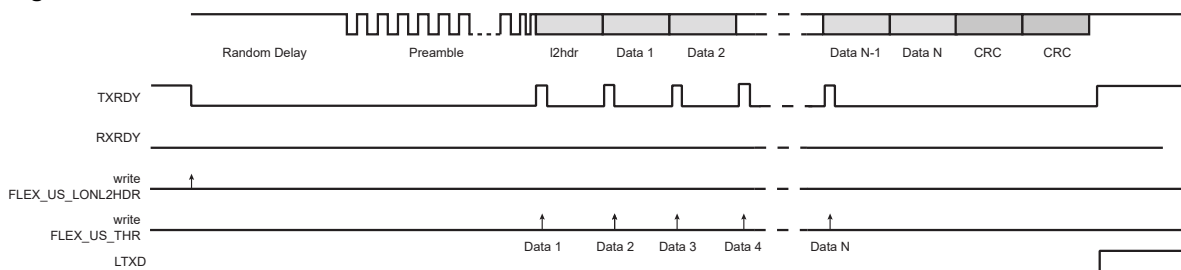 Random Delay Preamble l2hdr Data 1 Data 2 Data N-1 Data N CRC CRC
TXRDY
RXRDY
write
FLEX_US_LONL2HDR
write
FLEX_US_THR
Data 1 Data 2 Data 3 Data 4 Data N
LTXD